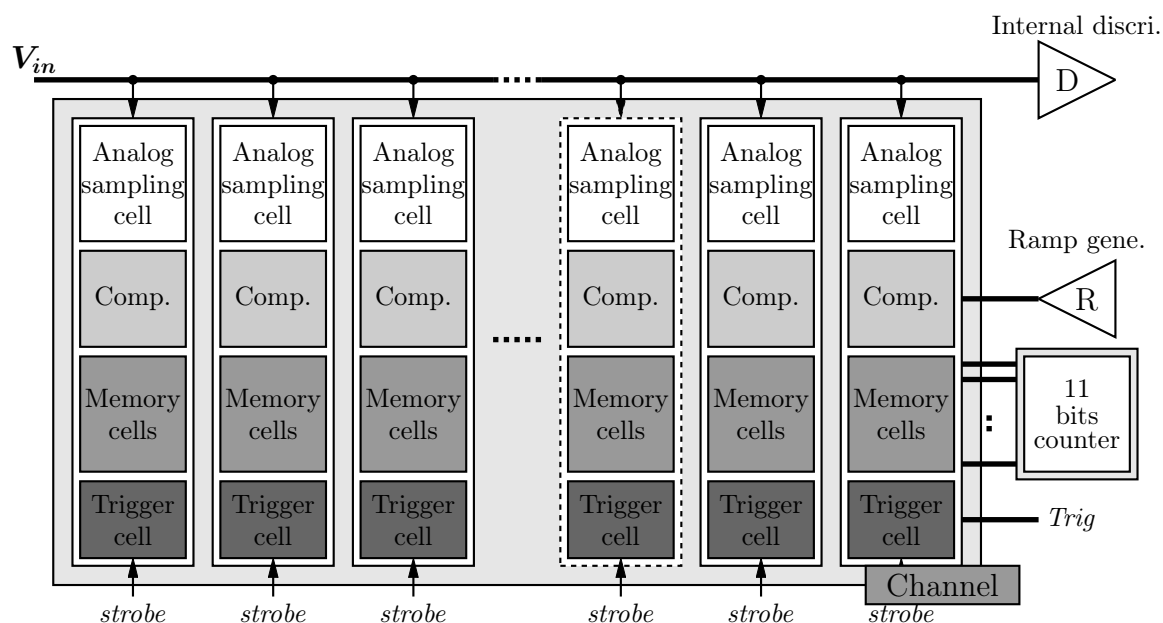 Internal discri.
V_in
D
Analog
sampling
cell
Analog
sampling
cell
Analog
sampling
cell
Analog
sampling
cell
Analog
sampling
cell
Analog
sampling
cell
Ramp gene.
Comp.
Comp.
Comp.
Comp.
Comp.
Comp.
R
Memory
cells
Memory
cells
Memory
cells
Memory
cells
Memory
cells
Memory
cells
11
bits
counter
Trigger
cell
Trigger
cell
Trigger
cell
Trigger
cell
Trigger
cell
Trigger
cell
Trig
Channel
strobe
strobe
strobe
strobe
strobe
strobe